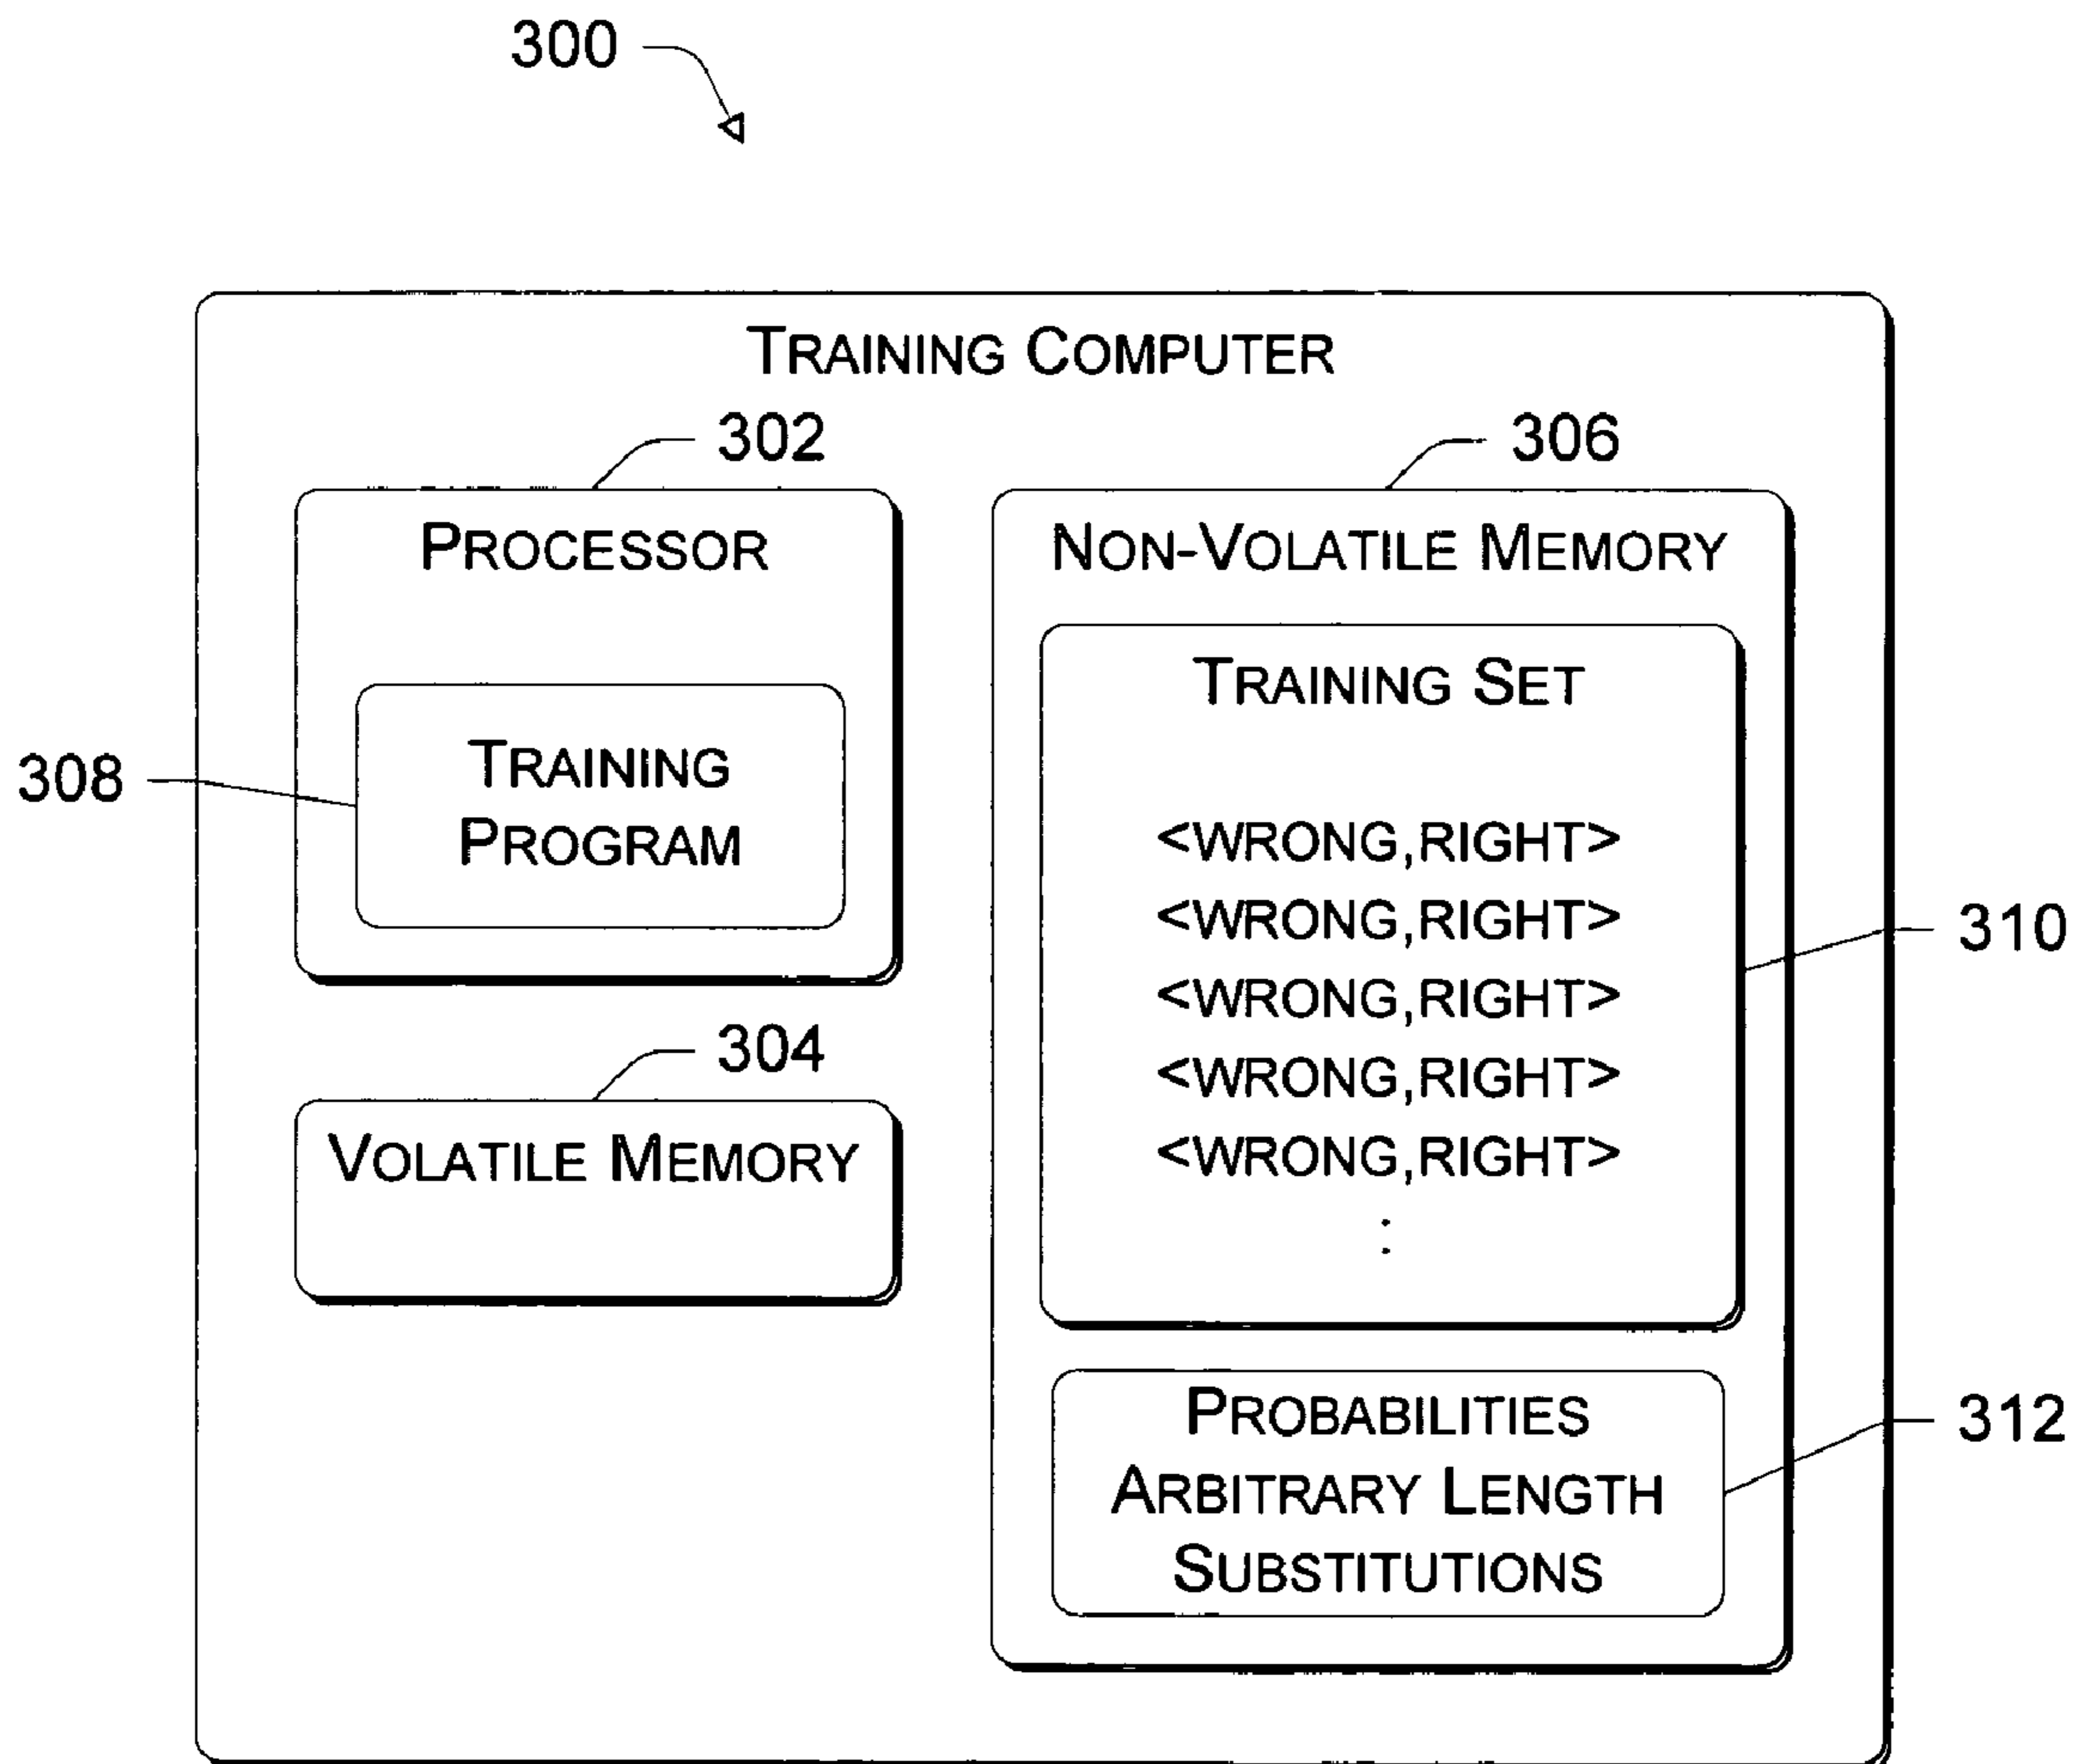 300
TRAINING COMPUTER
302
306
PROCESSOR
NON-VOLATILE MEMORY
TRAINING SET
308
TRAINING
PROGRAM
<WRONG,RIGHT>
<WRONG,RIGHT>
<WRONG,RIGHT>
<WRONG,RIGHT>
<WRONG,RIGHT>
:
310
304
VOLATILE MEMORY
PROBABILITIES
ARBITRARY LENGTH
SUBSTITUTIONS
312